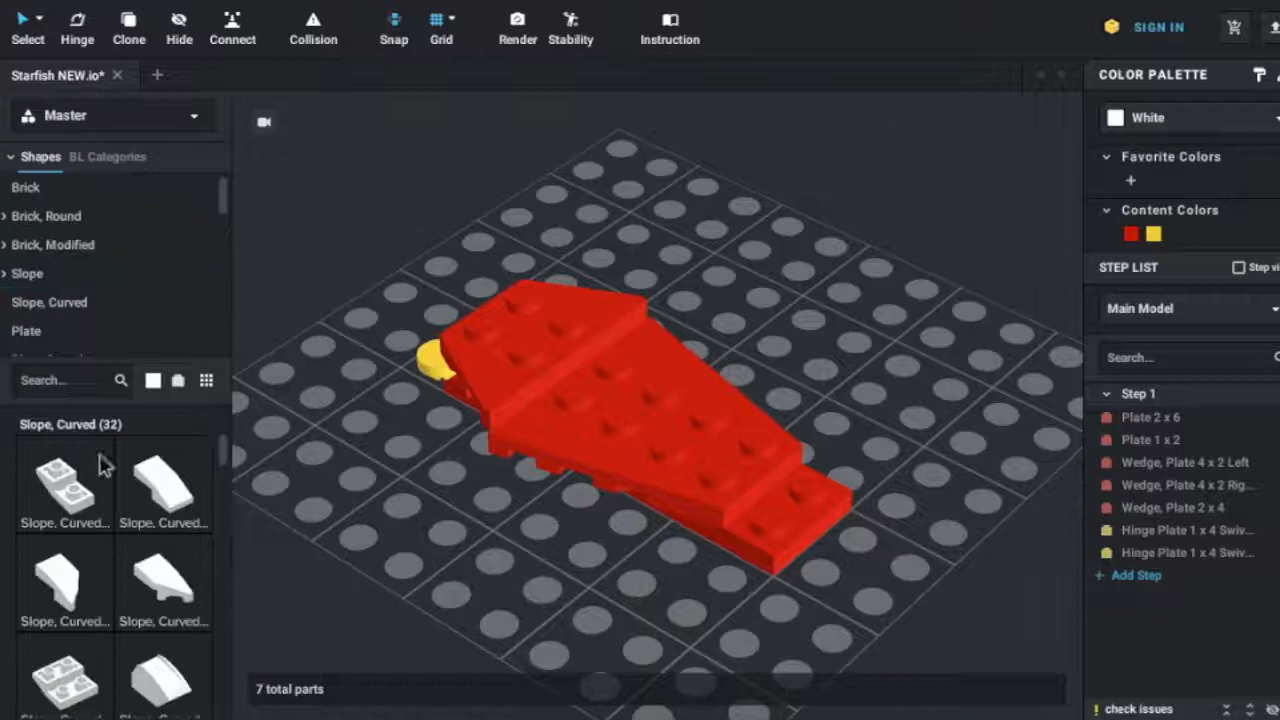 Select Hinge Clone Hide Connect Collision Snap Grid Render Stability Instruction SIGN IN
Starfish NEW.io*
Master
Shapes BL Categories
Brick
Brick, Round
Brick, Modified
Slope
Slope, Curved
Plate
Search...
Slope, Curved (32)
Slope, Curved... Slope, Curved...
Slope, Curved... Slope, Curved...
7 total parts
COLOR PALETTE
White
Favorite Colors
Content Colors
STEP LIST Step vi
Main Model
Search...
Step 1
Plate 2 x 6
Plate 1 x 2
Wedge, Plate 4 x 2 Left
Wedge, Plate 4 x 2 Rig...
Wedge, Plate 2 x 4
Hinge Plate 1 x 4 Swiv...
Hinge Plate 1 x 4 Swiv...
+ Add Step
! check issues